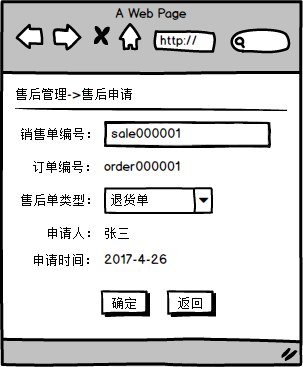 A Web Page
http://
售后管理->售后申请
销售单编号： sale000001
订单编号： order000001
售后单类型： 退货单
申请人： 张三
申请时间： 2017-4-26
确定 返回